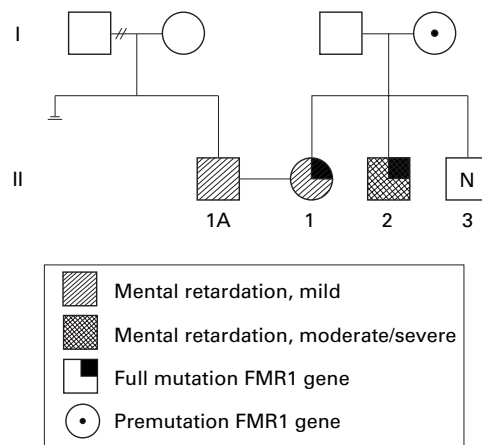 I
II
N
1A
1
2
3
Mental retardation, mild
Mental retardation, moderate/severe
Full mutation FMR1 gene
Premutation FMR1 gene